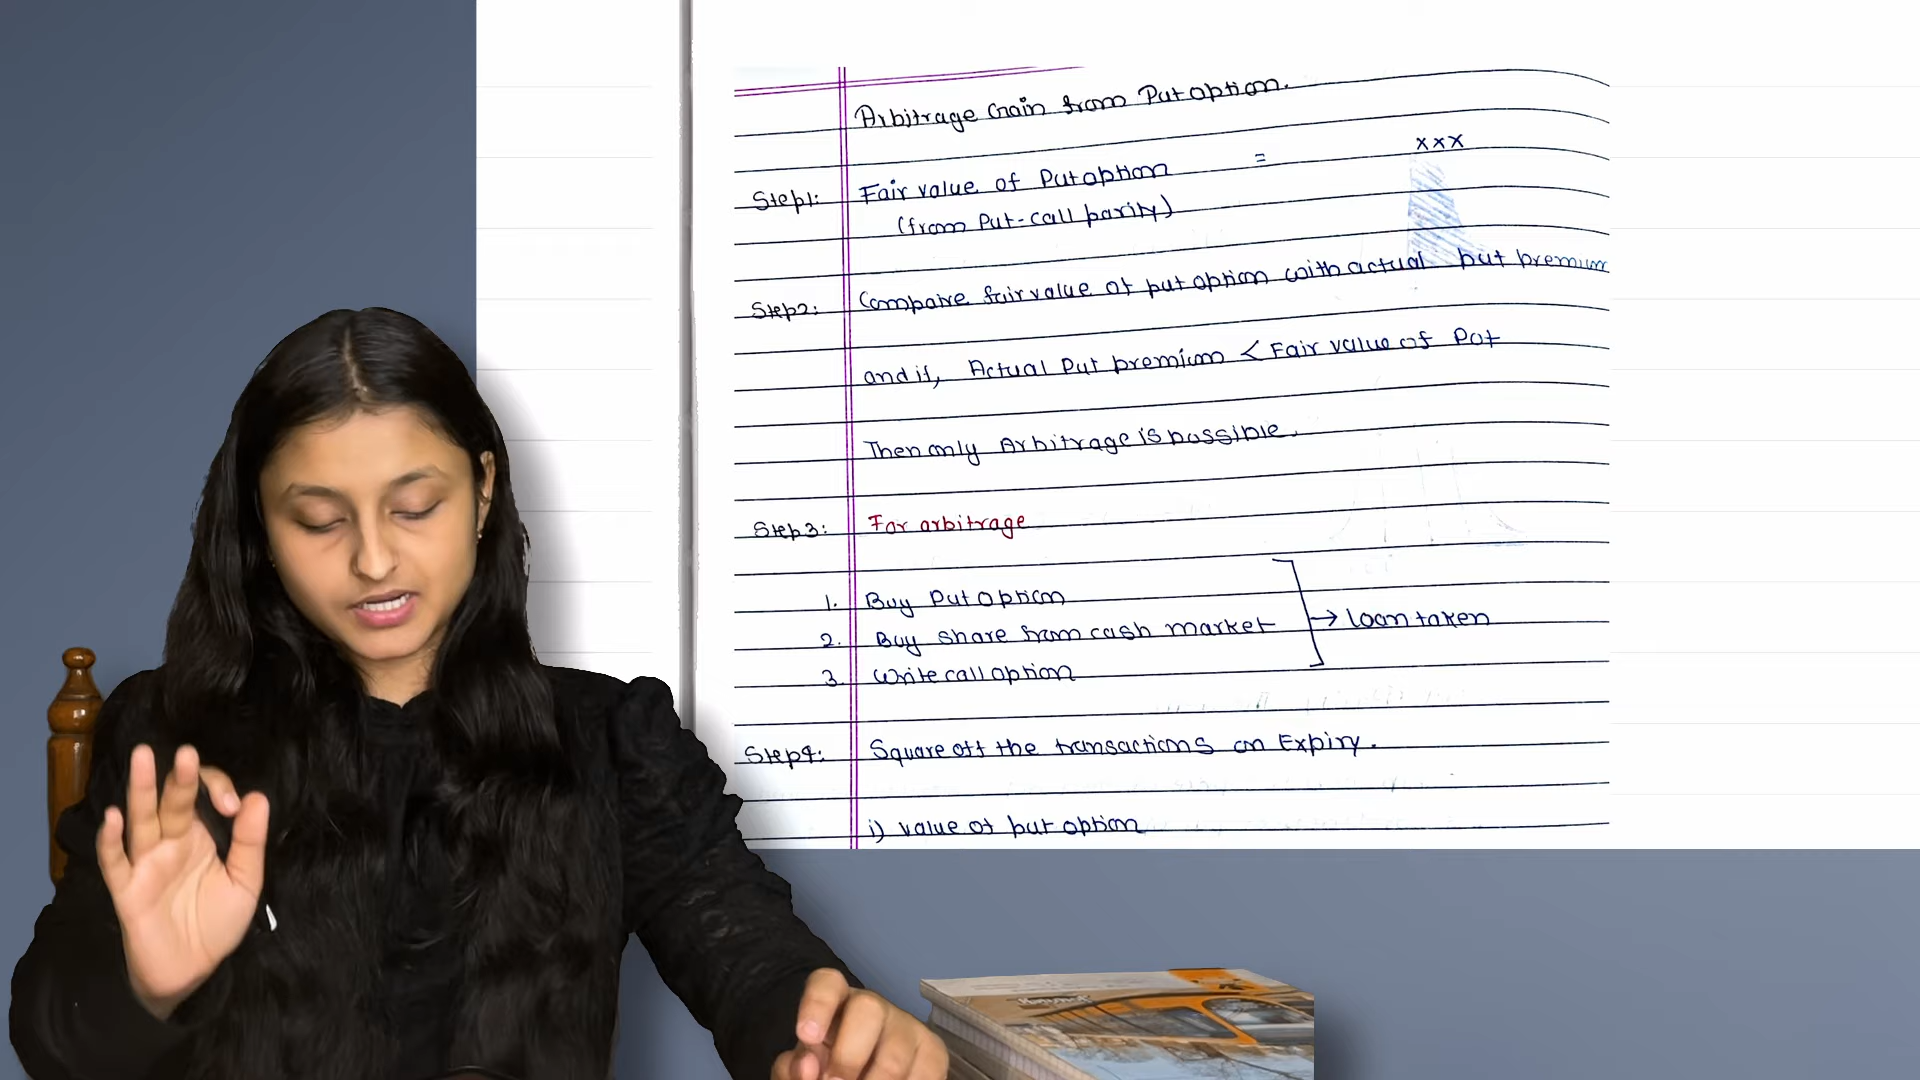 Arbitrage Gain from Put option.
Step1: Fair value of Put option = xxx
(from Put-call parity)
Step2: Compare fair value of put option with actual put premium
and if, Actual Put premium < Fair value of Put
Then only Arbitrage is possible.
Step3: For arbitrage
1. Buy Put Option
2. Buy share from cash market → loan taken
3. Write call option
Step4: Square off the transactions on Expiry.
i) value of put option